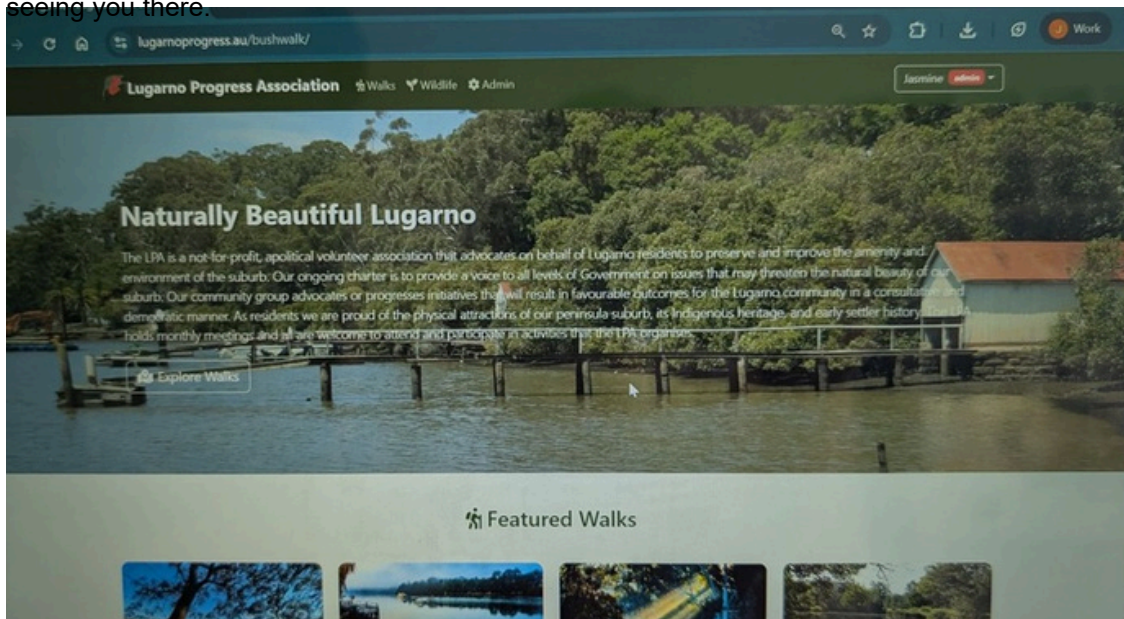 seeing you there.
lugarnoprogress.au/bushwalk/
Work
Lugarno Progress Association Walks Wildlife Admin
Jasmine admin
Naturally Beautiful Lugarno
The LPA is a not-for-profit, apolitical volunteer association that advocates on behalf of Lugarno residents to preserve and improve the amenity and
environment of the suburb. Our ongoing charter is to provide a voice to all levels of Government on issues that may threaten the natural beauty of our
suburb. Our community group advocates or progresses initiatives that will result in favourable outcomes for the Lugarno community in a consultative and
democratic manner. As residents we are proud of the physical attractions of our peninsula suburb, its Indigenous heritage, and early settler history. The LPA
holds monthly meetings and all are welcome to attend and participate in activities that the LPA organises.
Explore Walks
Featured Walks